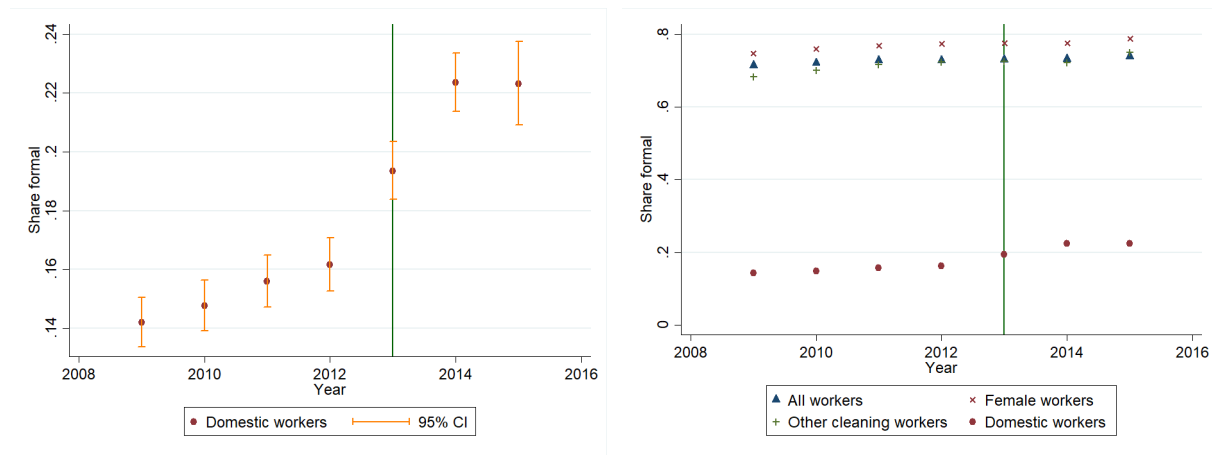 Share formal
.24
.22
.2
.18
.16
.14
2008 2010 2012 2014 2016
Year
Domestic workers 95% CI
Share formal
.8
.6
.4
.2
0
2008 2010 2012 2014 2016
Year
All workers Female workers
Other cleaning workers Domestic workers